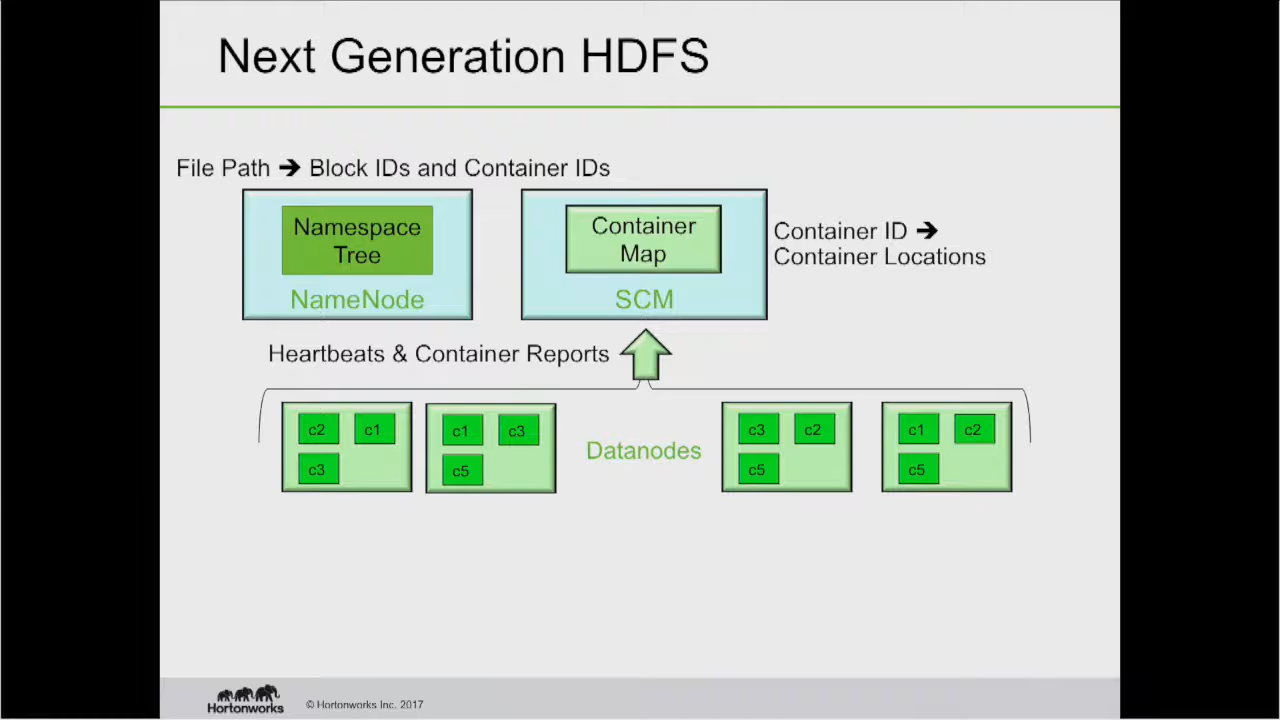 Next Generation HDFS
File Path ➔ Block IDs and Container IDs
Namespace
Tree
NameNode
Container
Map
SCM
Container ID ➔
Container Locations
Heartbeats & Container Reports
c2 c1
c3
c1 c3
c5
Datanodes
c3 c2
c5
c1 c2
c5
Hortonworks
© Hortonworks Inc. 2017